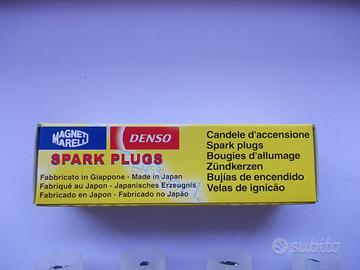 MAGNETI
MARELLI
DENSO
SPARK PLUGS
Fabbricato in Giappone - Made in Japan
Fabriqué au Japon - Japanisches Erzeugnis
Fabricado en Japon - Fabricado no Japão
Candele d'accensione
Spark plugs
Bougies d'allumage
Zündkerzen
Bujías de encendido
Velas de ignicão
subito